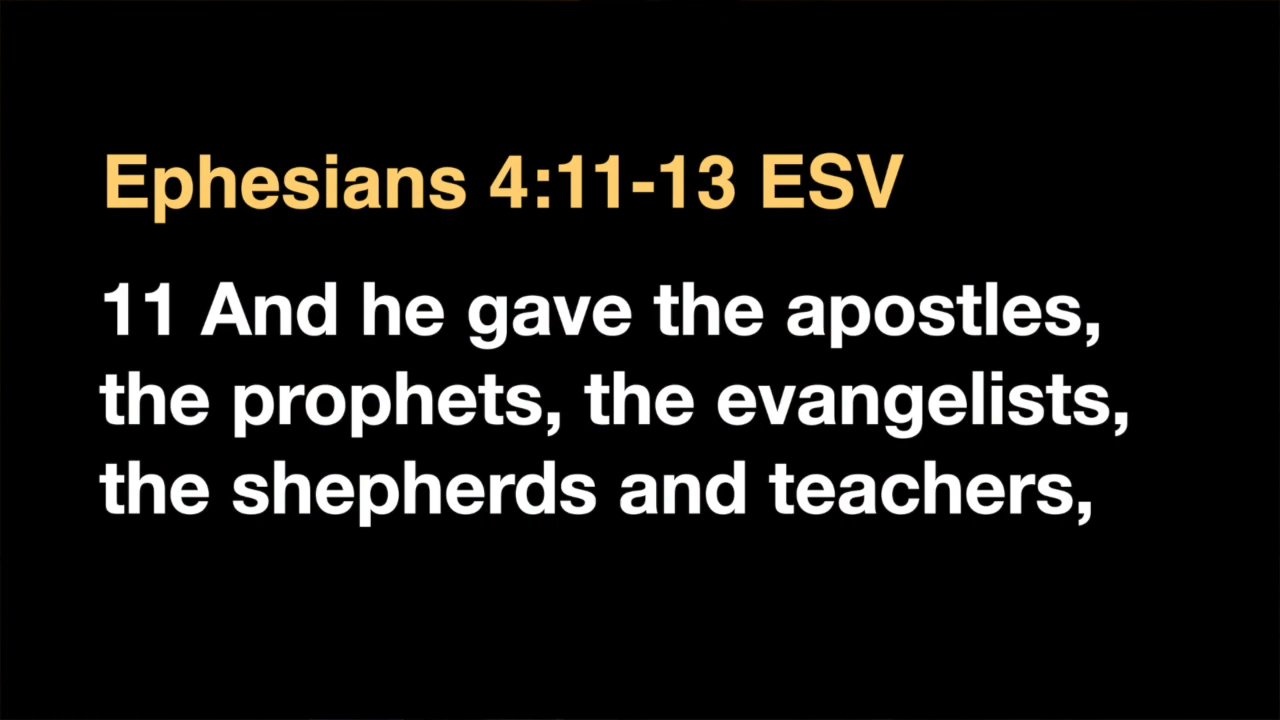 Ephesians 4:11-13 ESV
11 And he gave the apostles,
the prophets, the evangelists,
the shepherds and teachers,